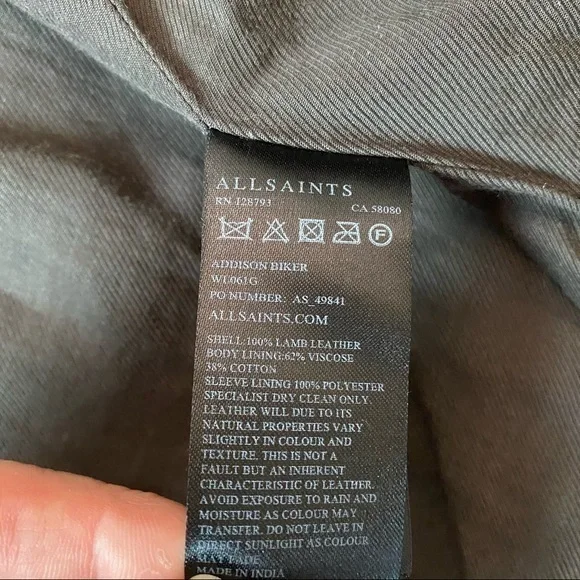 ALLSAINTS
RN 128793 CA 58080
F
ADDISON BIKER
WL061G
PO NUMBER: AS_49841
ALLSAINTS.COM
SHELL:100% LAMB LEATHER
BODY LINING:62% VISCOSE
38% COTTON
SLEEVE LINING 100% POLYESTER
SPECIALIST DRY CLEAN ONLY.
LEATHER WILL DUE TO ITS
NATURAL PROPERTIES VARY
SLIGHTLY IN COLOUR AND
TEXTURE. THIS IS NOT A
FAULT BUT AN INHERENT
CHARACTERISTIC OF LEATHER.
AVOID EXPOSURE TO RAIN AND
MOISTURE AS COLOUR MAY
TRANSFER. DO NOT LEAVE IN
DIRECT SUNLIGHT AS COLOUR
MAY FADE
MADE IN INDIA